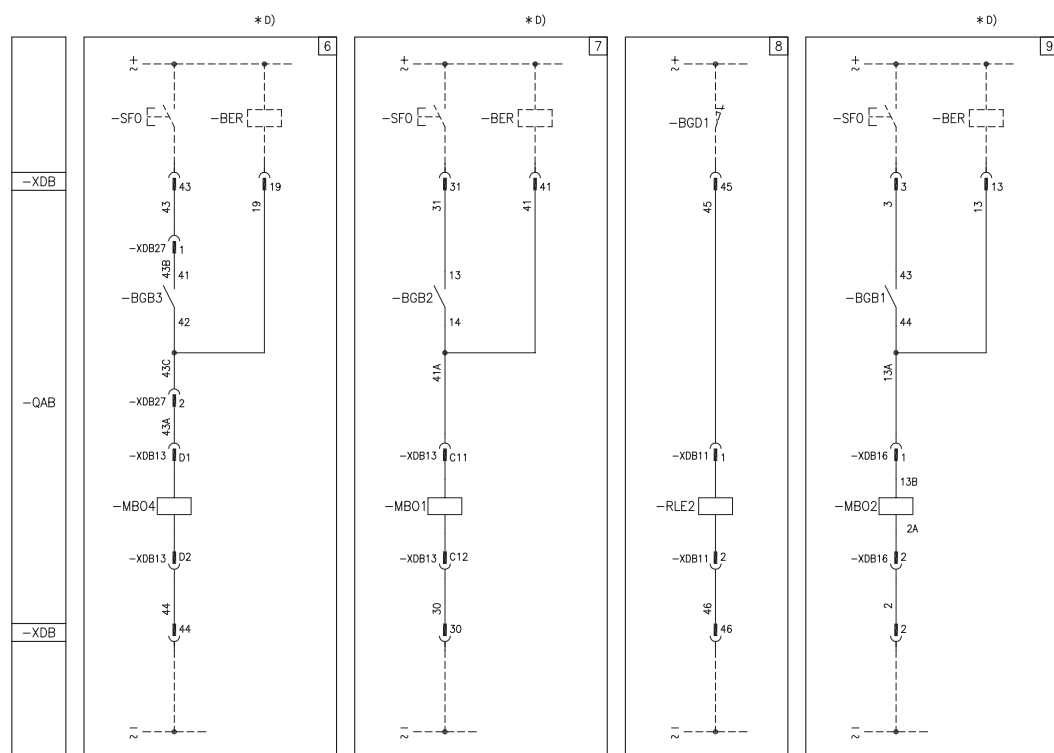 * D)
* D)
* D)
6
7
8
9
+
~
+
~
+
~
+
~
-SFO
-BER
-SFO
-BER
-BGD1
-SFO
-BER
-XDB
43
19
31
41
45
3
13
43
19
31
41
45
3
13
-XDB27
1
43B
41
-BGB3
42
13
-BGB2
14
43
-BGB1
44
43C
41A
13A
-QAB
-XDB27
2
43A
-XDB13
D1
-XDB13
C11
-XDB11
1
-XDB16
1
13B
-MBO4
-MBO1
-RLE2
-MBO2
2A
-XDB13
D2
-XDB13
C12
-XDB11
2
-XDB16
2
44
30
46
2
-XDB
44
30
46
2
−
~
−
~
−
~
−
~